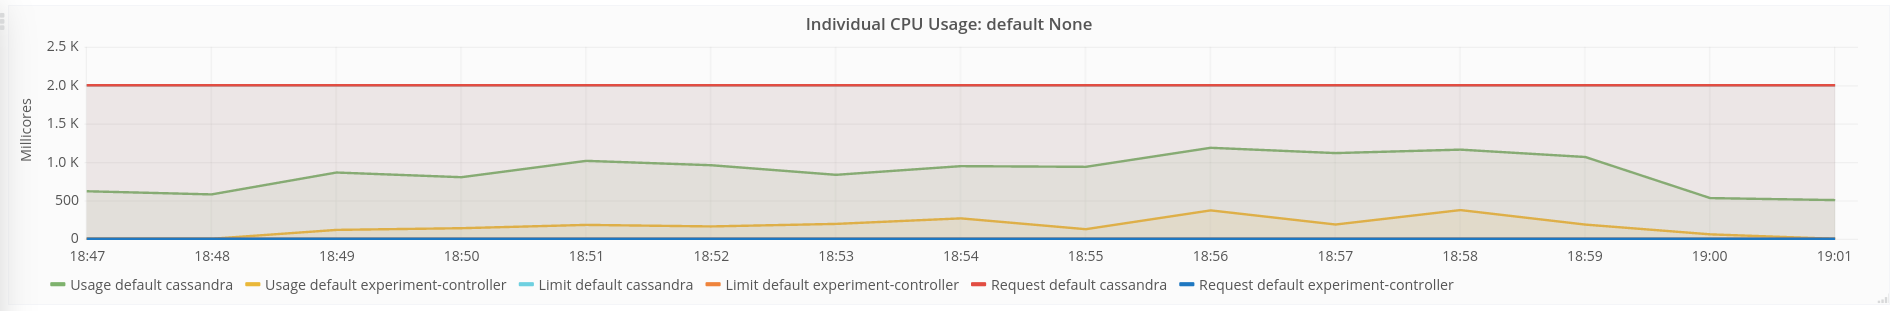 Individual CPU Usage: default None
2.5 K
2.0 K
1.5 K
1.0 K
500
0
Millicores
18:47 18:48 18:49 18:50 18:51 18:52 18:53 18:54 18:55 18:56 18:57 18:58 18:59 19:00 19:01
Usage default cassandra Usage default experiment-controller Limit default cassandra Limit default experiment-controller Request default cassandra Request default experiment-controller